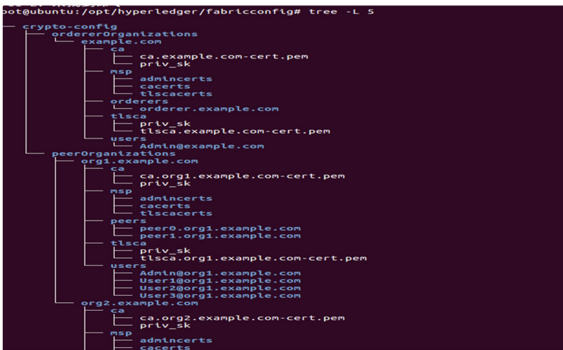 oot@ubuntu:/opt/hyperledger/fabricconfig# tree -L 5
crypto-config
ordererOrganizations
example.com
ca
ca.example.com-cert.pem
priv_sk
msp
admincerts
cacerts
tlscacerts
orderers
orderer.example.com
tlsca
priv_sk
tlsca.example.com-cert.pem
users
Admin@example.com
peerOrganizations
org1.example.com
ca
ca.org1.example.com-cert.pem
priv_sk
msp
admincerts
cacerts
tlscacerts
peers
peer0.org1.example.com
peer1.org1.example.com
tlsca
priv_sk
tlsca.org1.example.com-cert.pem
users
Admin@org1.example.com
User1@org1.example.com
User2@org1.example.com
User3@org1.example.com
org2.example.com
ca
ca.org2.example.com-cert.pem
priv_sk
msp
admincerts
cacerts